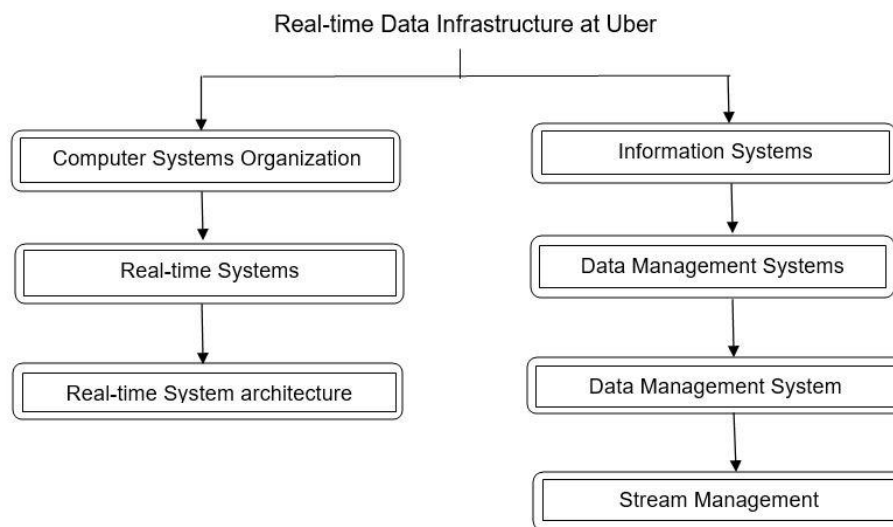 Real-time Data Infrastructure at Uber
Computer Systems Organization
Real-time Systems
Real-time System architecture
Information Systems
Data Management Systems
Data Management System
Stream Management